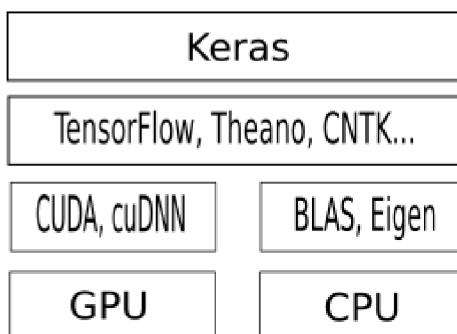 Keras
TensorFlow, Theano, CNTK...
CUDA, cuDNN
BLAS, Eigen
GPU
CPU